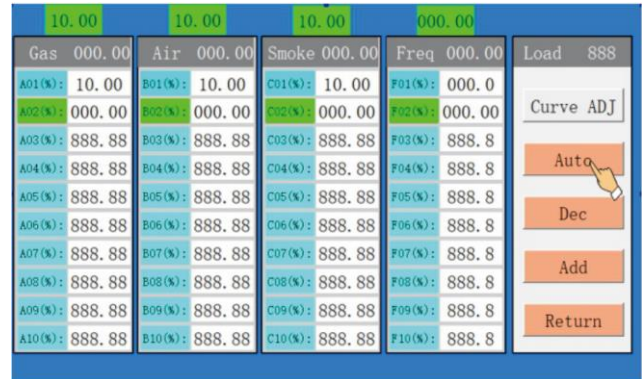 10.00 10.00 10.00 000.00
Gas 000.00 Air 000.00 Smoke 000.00 Freq 000.00 Load 888
A01(%): 10.00 B01(%): 10.00 C01(%): 10.00 F01(%): 000.0
A02(%): 000.00 B02(%): 000.00 C02(%): 000.00 F02(%): 000.00
A03(%): 888.88 B03(%): 888.88 C03(%): 888.88 F03(%): 888.8
A04(%): 888.88 B04(%): 888.88 C04(%): 888.88 F04(%): 888.8
A05(%): 888.88 B05(%): 888.88 C05(%): 888.88 F05(%): 888.8
A06(%): 888.88 B06(%): 888.88 C06(%): 888.88 F06(%): 888.8
A07(%): 888.88 B07(%): 888.88 C07(%): 888.88 F07(%): 888.8
A08(%): 888.88 B08(%): 888.88 C08(%): 888.88 F08(%): 888.8
A09(%): 888.88 B09(%): 888.88 C09(%): 888.88 F09(%): 888.8
A10(%): 888.88 B10(%): 888.88 C10(%): 888.88 F10(%): 888.8
Curve ADJ
Auto
Dec
Add
Return